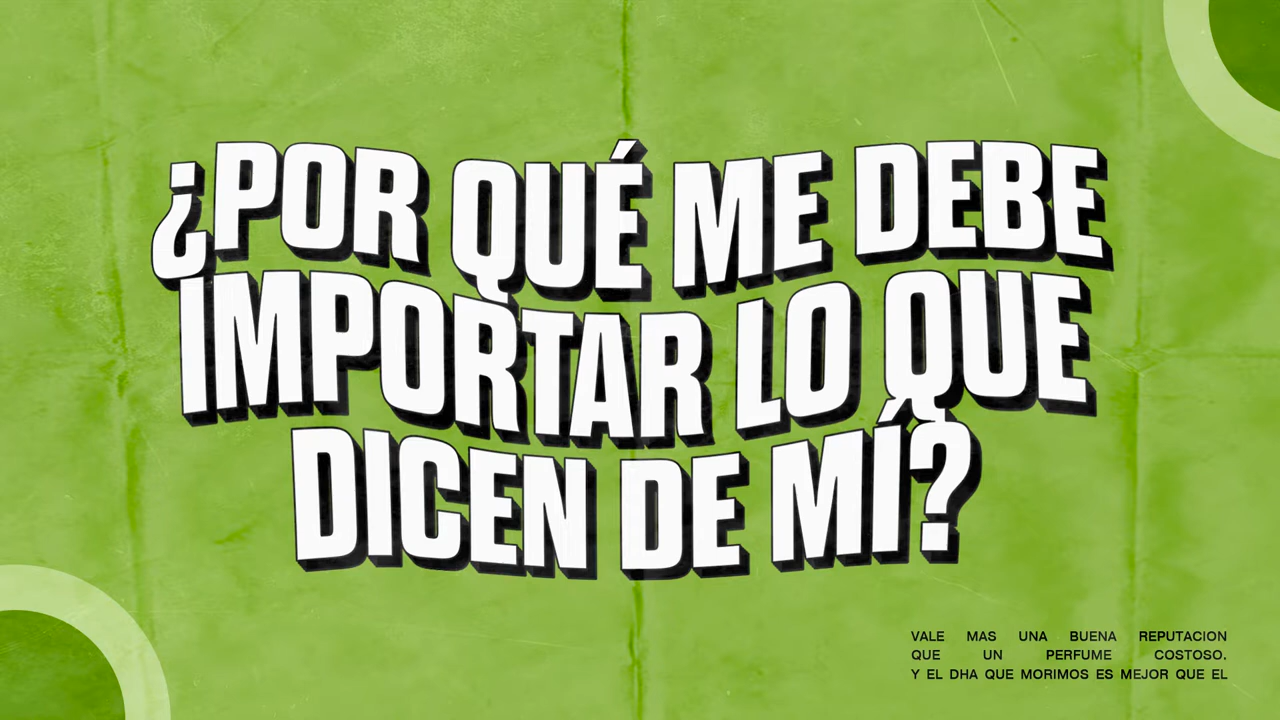 ¿POR QUÉ ME DEBE
IMPORTAR LO QUE
DICEN DE MÍ?
VALE MAS UNA BUENA REPUTACION
QUE UN PERFUME COSTOSO.
Y EL DHA QUE MORIMOS ES MEJOR QUE EL